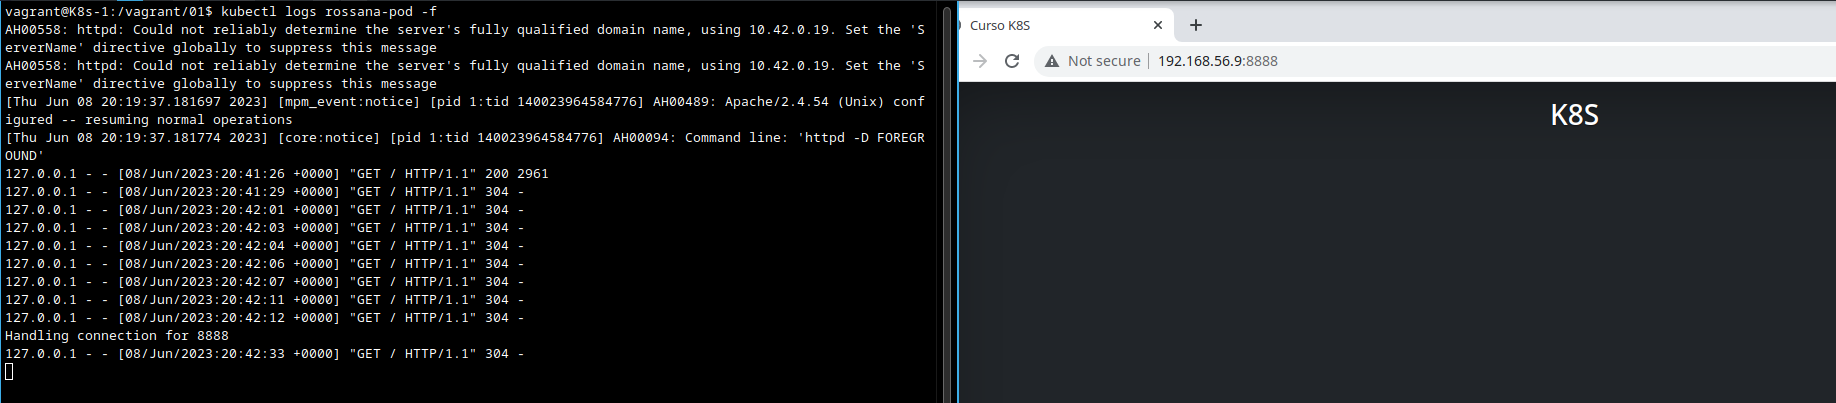 vagrant@K8s-1:/vagrant/01$ kubectl logs rossana-pod -f
AH00558: httpd: Could not reliably determine the server's fully qualified domain name, using 10.42.0.19. Set the 'S
erverName' directive globally to suppress this message
AH00558: httpd: Could not reliably determine the server's fully qualified domain name, using 10.42.0.19. Set the 'S
erverName' directive globally to suppress this message
[Thu Jun 08 20:19:37.181697 2023] [mpm_event:notice] [pid 1:tid 140023964584776] AH00489: Apache/2.4.54 (Unix) conf
igured -- resuming normal operations
[Thu Jun 08 20:19:37.181774 2023] [core:notice] [pid 1:tid 140023964584776] AH00094: Command line: 'httpd -D FOREGR
OUND'
127.0.0.1 - - [08/Jun/2023:20:41:26 +0000] "GET / HTTP/1.1" 200 2961
127.0.0.1 - - [08/Jun/2023:20:41:29 +0000] "GET / HTTP/1.1" 304 -
127.0.0.1 - - [08/Jun/2023:20:42:01 +0000] "GET / HTTP/1.1" 304 -
127.0.0.1 - - [08/Jun/2023:20:42:03 +0000] "GET / HTTP/1.1" 304 -
127.0.0.1 - - [08/Jun/2023:20:42:04 +0000] "GET / HTTP/1.1" 304 -
127.0.0.1 - - [08/Jun/2023:20:42:06 +0000] "GET / HTTP/1.1" 304 -
127.0.0.1 - - [08/Jun/2023:20:42:07 +0000] "GET / HTTP/1.1" 304 -
127.0.0.1 - - [08/Jun/2023:20:42:11 +0000] "GET / HTTP/1.1" 304 -
127.0.0.1 - - [08/Jun/2023:20:42:12 +0000] "GET / HTTP/1.1" 304 -
Handling connection for 8888
127.0.0.1 - - [08/Jun/2023:20:42:33 +0000] "GET / HTTP/1.1" 304 -
Curso K8S
Not secure 192.168.56.9:8888
K8S